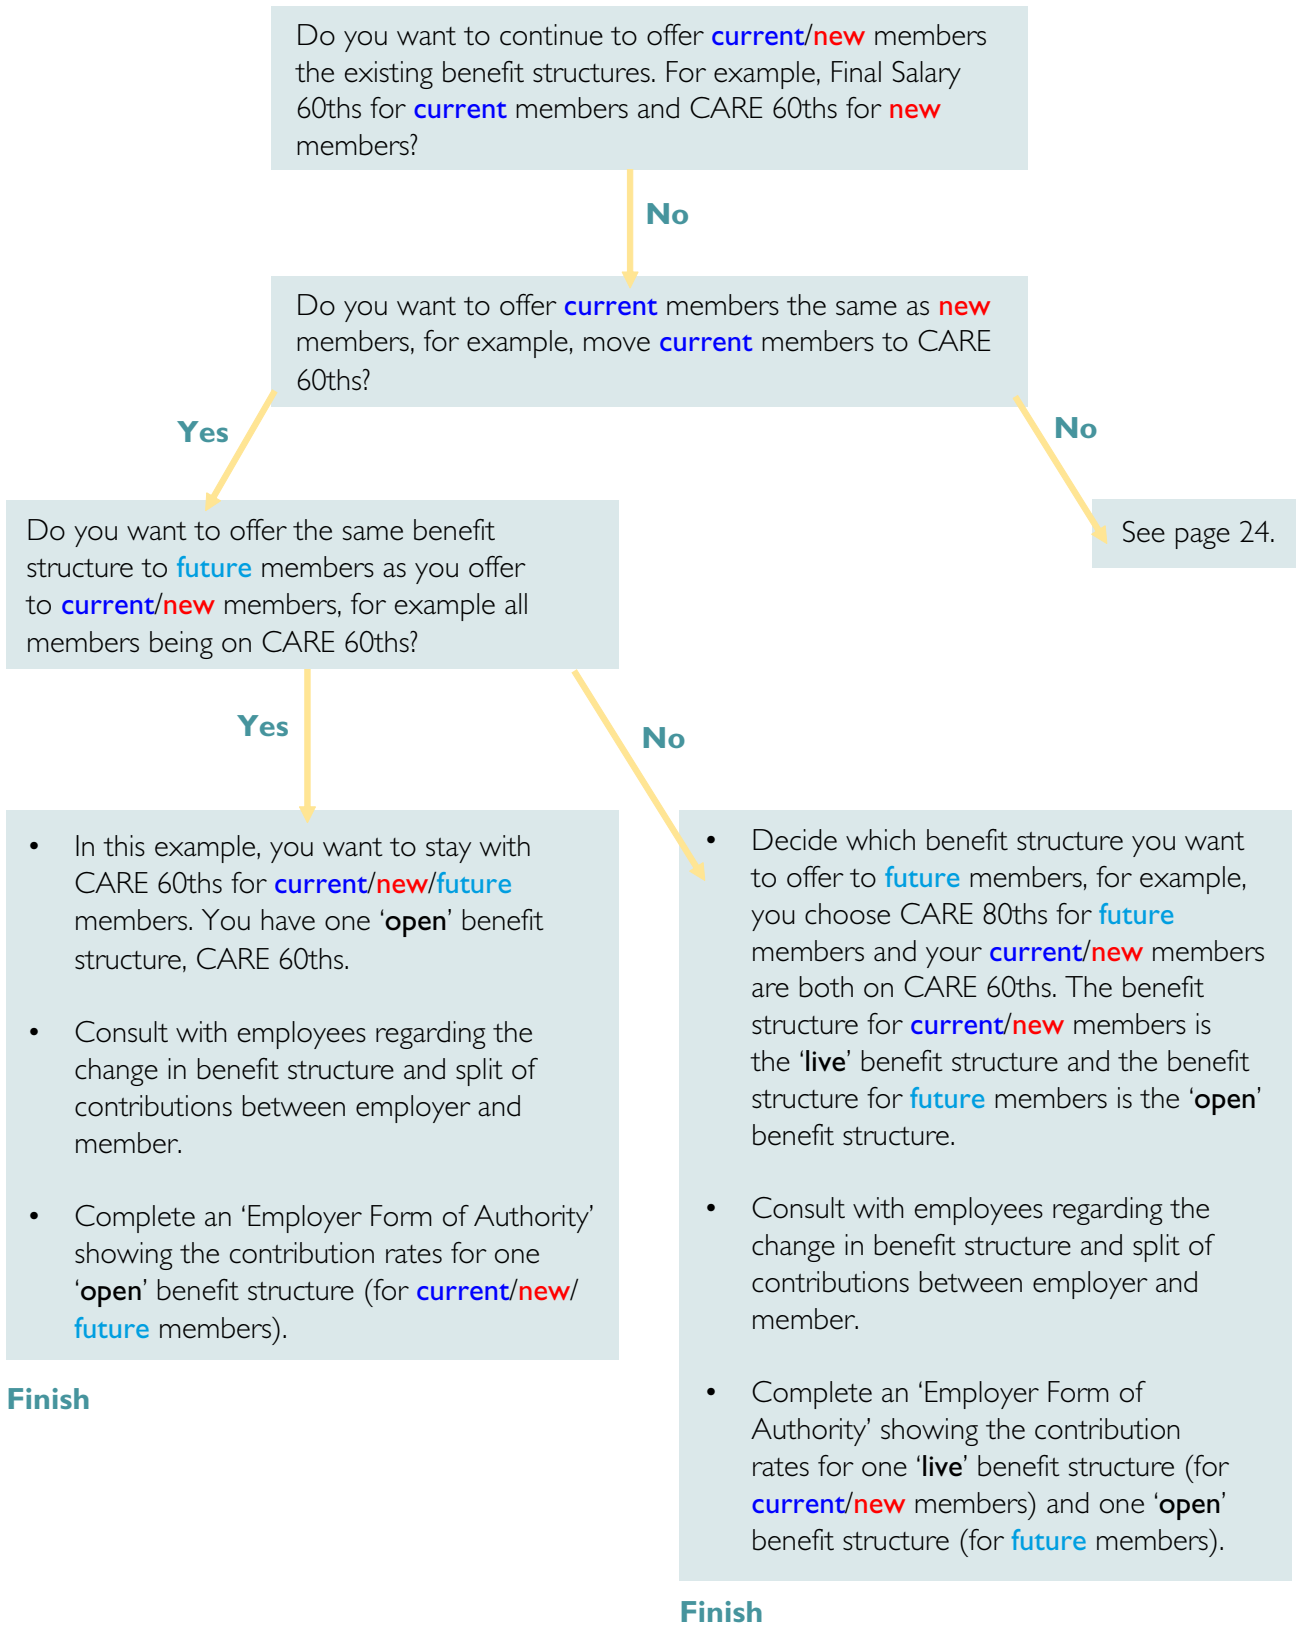 Do you want to continue to offer current/new members
the existing benefit structures. For example, Final Salary
60ths for current members and CARE 60ths for new
members?
No
Do you want to offer current members the same as new
members, for example, move current members to CARE
60ths?
Yes
No
See page 24.
Do you want to offer the same benefit
structure to future members as you offer
to current/new members, for example all
members being on CARE 60ths?
Yes
No
• In this example, you want to stay with
CARE 60ths for current/new/future
members. You have one ‘open’ benefit
structure, CARE 60ths.
• Consult with employees regarding the
change in benefit structure and split of
contributions between employer and
member.
• Complete an ‘Employer Form of Authority’
showing the contribution rates for one
‘open’ benefit structure (for current/new/
future members).
Finish
• Decide which benefit structure you want
to offer to future members, for example,
you choose CARE 80ths for future
members and your current/new members
are both on CARE 60ths. The benefit
structure for current/new members is
the ‘live’ benefit structure and the benefit
structure for future members is the ‘open’
benefit structure.
• Consult with employees regarding the
change in benefit structure and split of
contributions between employer and
member.
• Complete an ‘Employer Form of
Authority’ showing the contribution
rates for one ‘live’ benefit structure (for
current/new members) and one ‘open’
benefit structure (for future members).
Finish